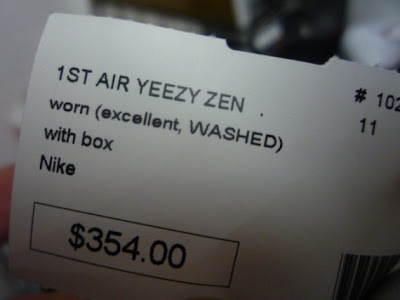 1ST AIR YEEZY ZEN # 102
worn (excellent, WASHED) 11
with box
Nike
$354.00